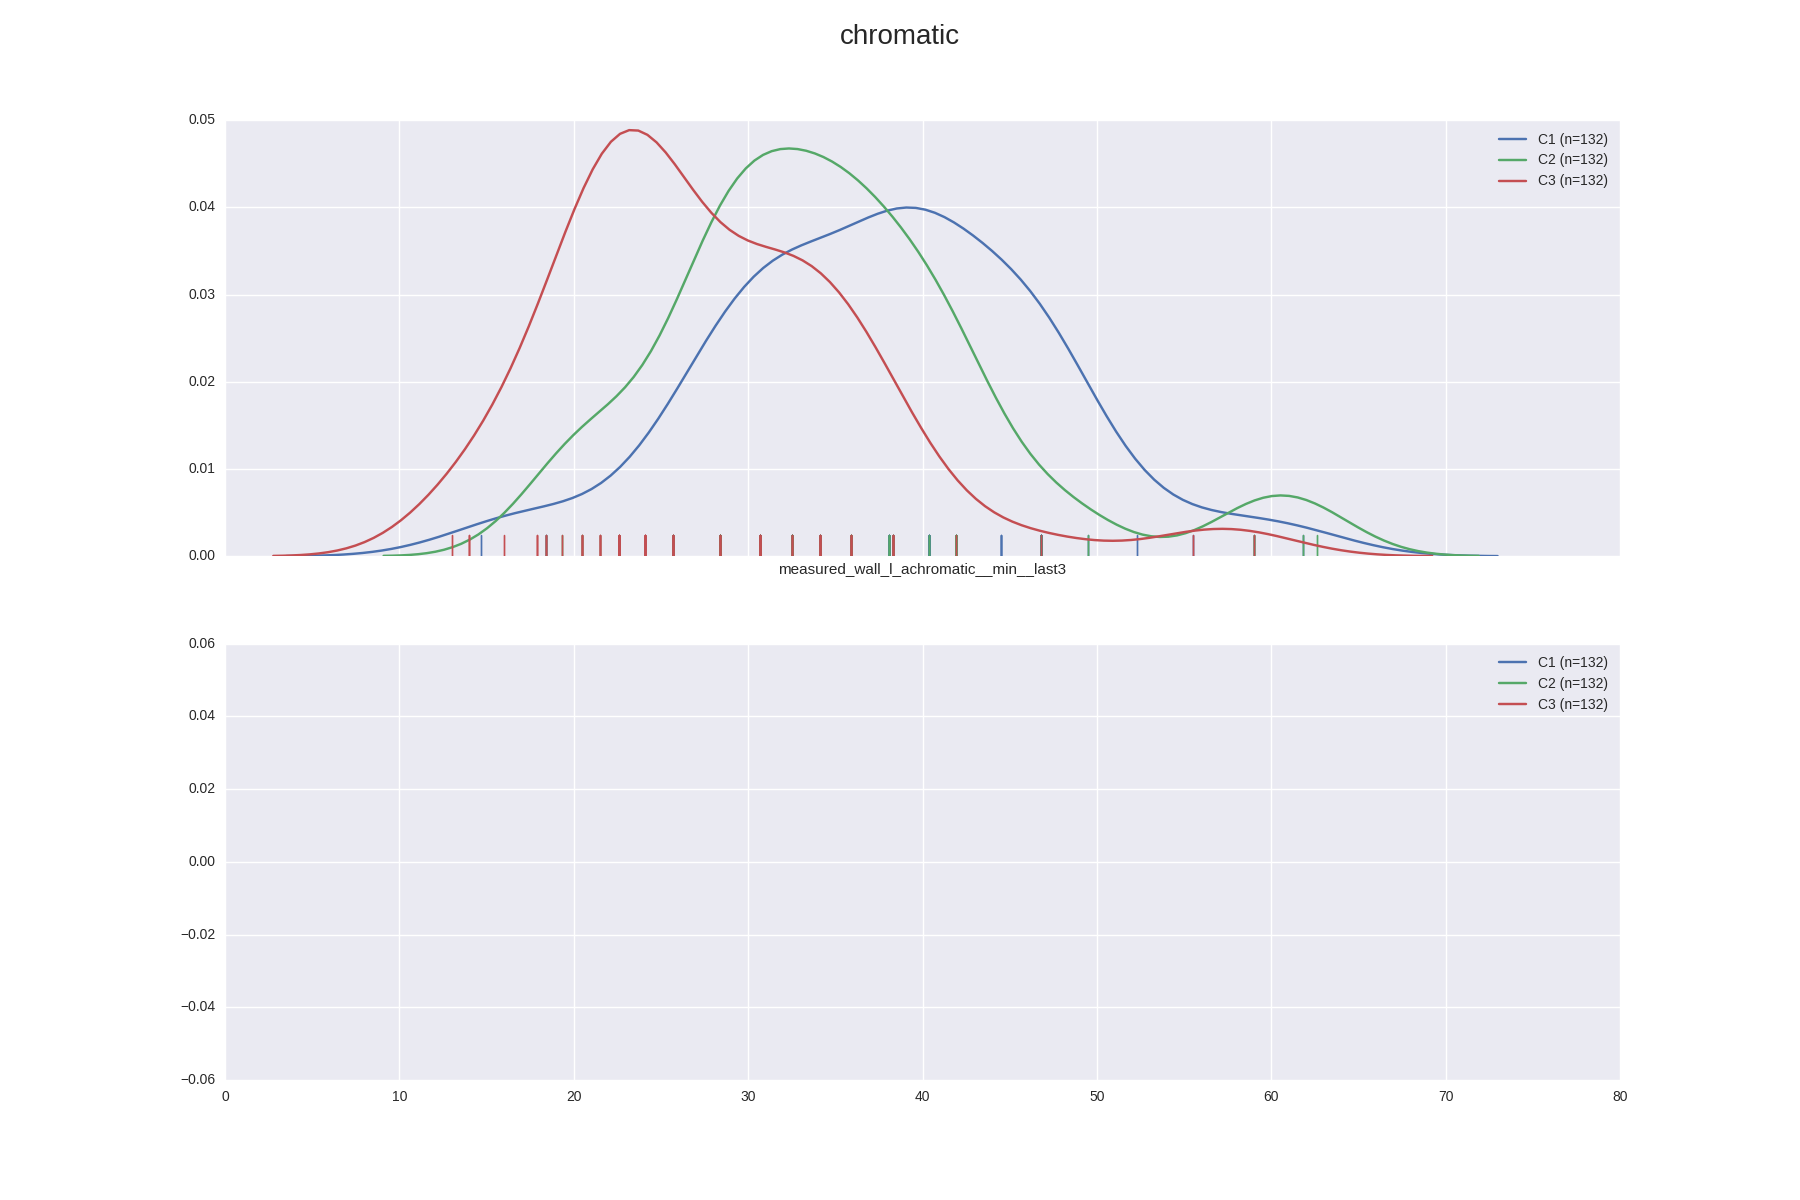 chromatic
0.05
0.04
0.03
0.02
0.01
0.00
C1 (n=132)
C2 (n=132)
C3 (n=132)
measured_wall_l_achromatic__min__last3
0.06
0.04
0.02
0.00
−0.02
−0.04
−0.06
C1 (n=132)
C2 (n=132)
C3 (n=132)
0 10 20 30 40 50 60 70 80